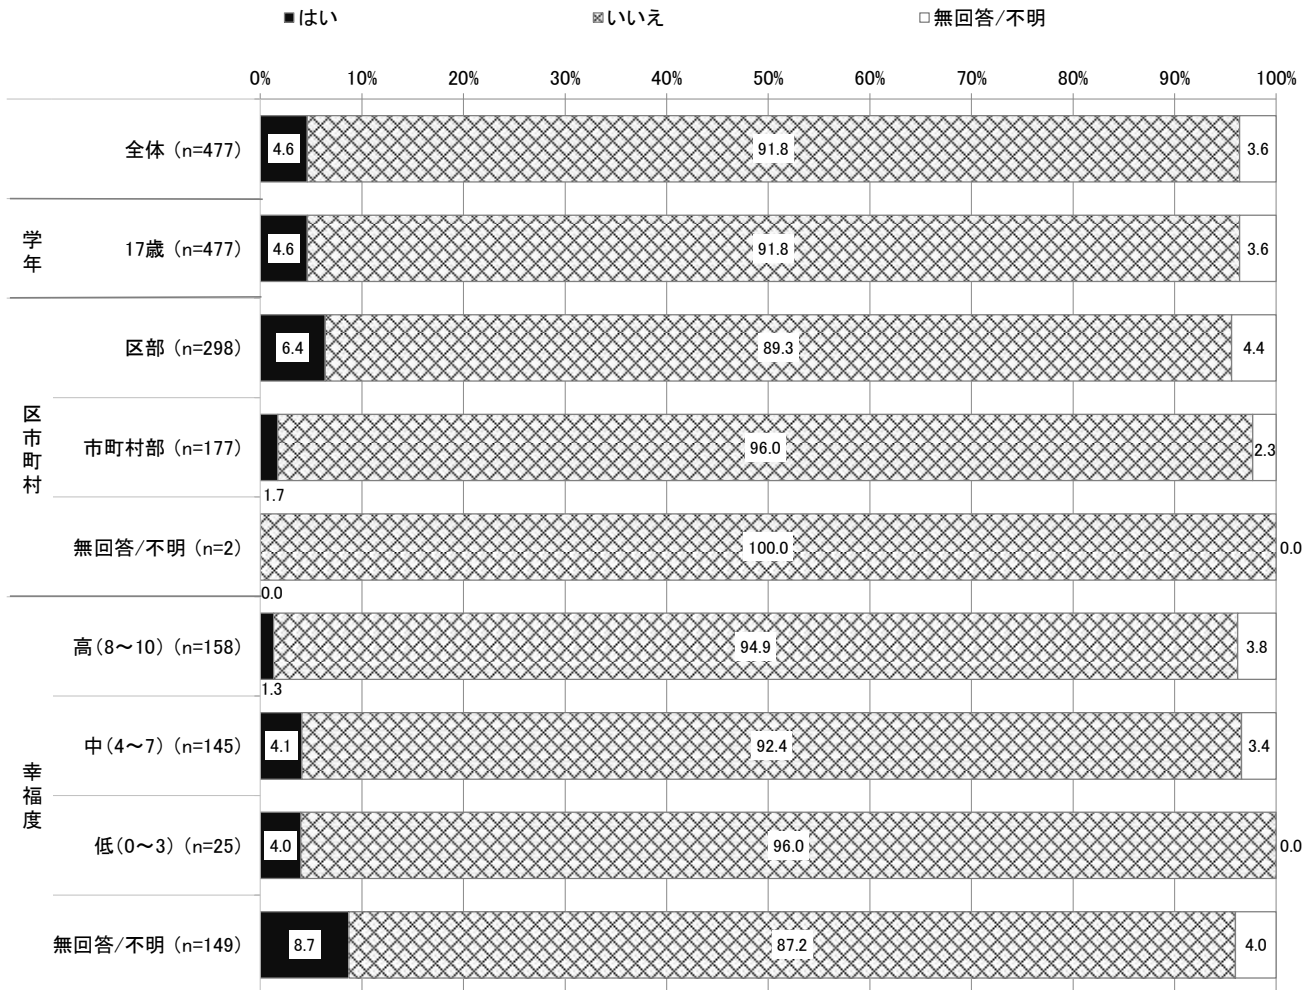 ■はい いいえ □無回答/不明
0% 10% 20% 30% 40% 50% 60% 70% 80% 90% 100%
全体（n=477） 4.6 91.8 3.6
学年
17歳（n=477） 4.6 91.8 3.6
区市町村
区部（n=298） 6.4 89.3 4.4
市町村部（n=177） 1.7 96.0 2.3
無回答/不明（n=2） 0.0 100.0 0.0
幸福度
高（8～10）（n=158） 1.3 94.9 3.8
中（4～7）（n=145） 4.1 92.4 3.4
低（0～3）（n=25） 4.0 96.0 0.0
無回答/不明（n=149） 8.7 87.2 4.0